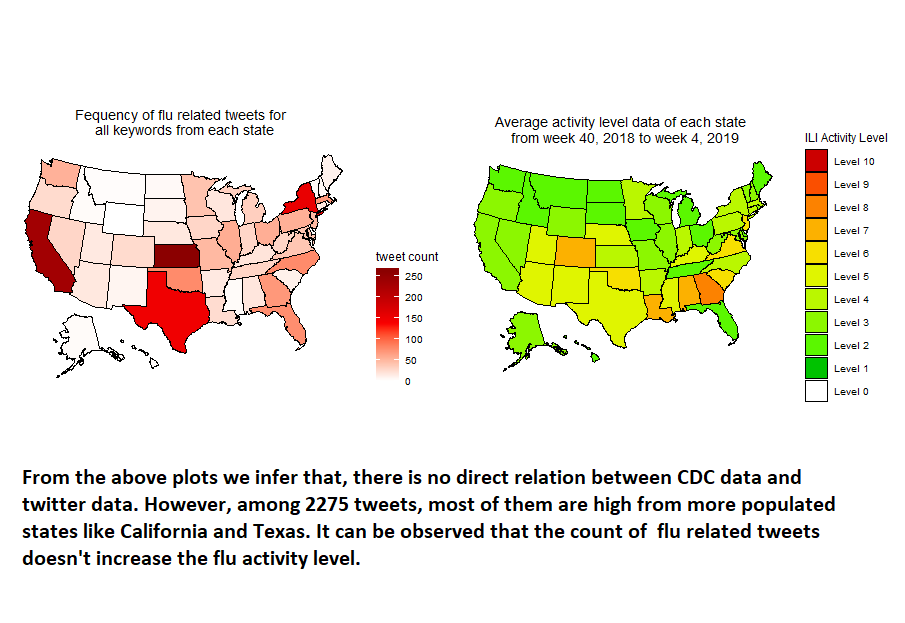 Fequency of flu related tweets for
all keywords from each state
tweet count
250
200
150
100
50
0
Average activity level data of each state
from week 40, 2018 to week 4, 2019
ILI Activity Level
Level 10
Level 9
Level 8
Level 7
Level 6
Level 5
Level 4
Level 3
Level 2
Level 1
Level 0
From the above plots we infer that, there is no direct relation between CDC data and
twitter data. However, among 2275 tweets, most of them are high from more populated
states like California and Texas. It can be observed that the count of  flu related tweets
doesn't increase the flu activity level.